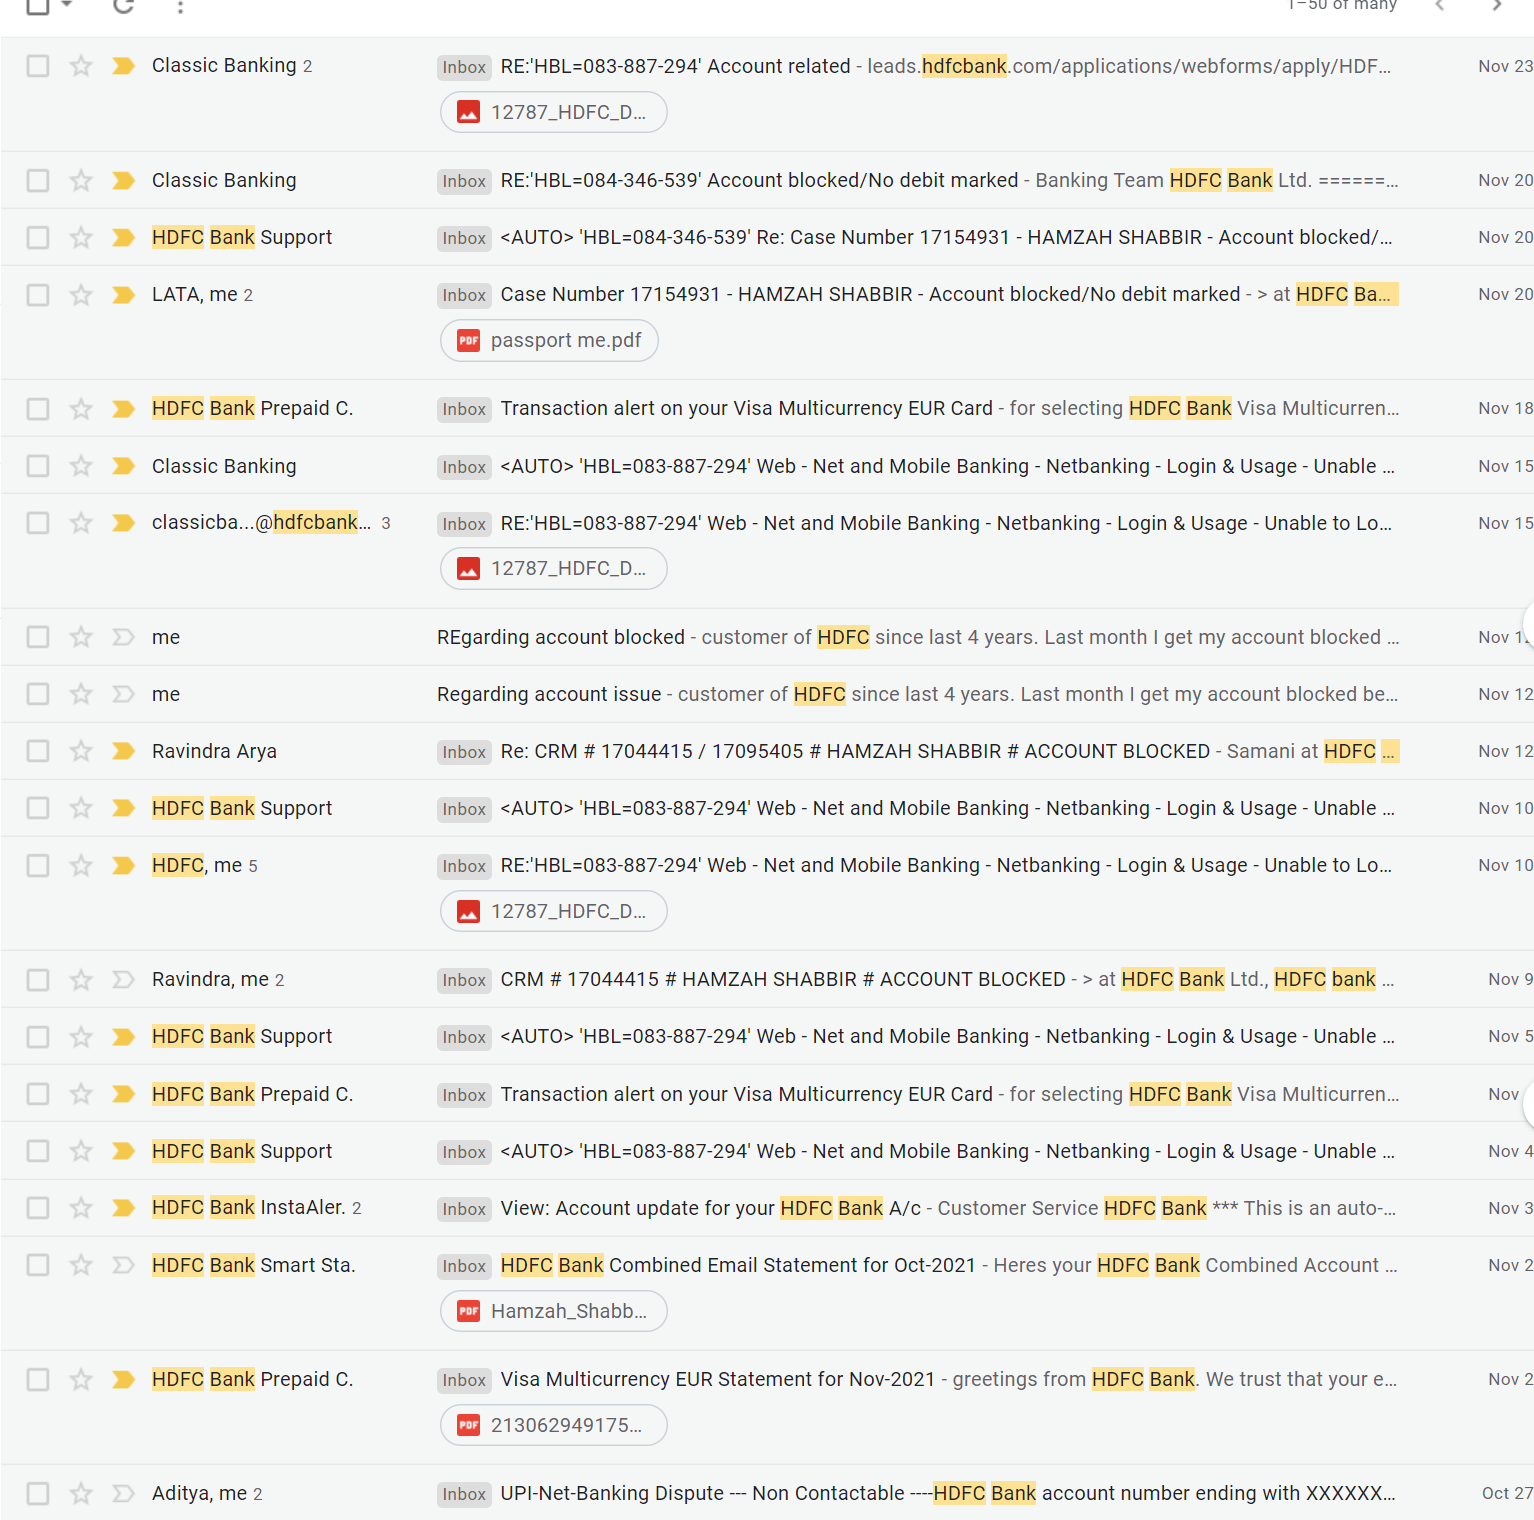 1–50 of many
Classic Banking 2 Inbox RE:'HBL=083-887-294' Account related - leads.hdfcbank.com/applications/webforms/apply/HDF... Nov 23
12787_HDFC_D...
Classic Banking Inbox RE:'HBL=084-346-539' Account blocked/No debit marked - Banking Team HDFC Bank Ltd. ======... Nov 20
HDFC Bank Support Inbox <AUTO> 'HBL=084-346-539' Re: Case Number 17154931 - HAMZAH SHABBIR - Account blocked/... Nov 20
LATA, me 2 Inbox Case Number 17154931 - HAMZAH SHABBIR - Account blocked/No debit marked - > at HDFC Ba... Nov 20
PDF passport me.pdf
HDFC Bank Prepaid C. Inbox Transaction alert on your Visa Multicurrency EUR Card - for selecting HDFC Bank Visa Multicurren... Nov 18
Classic Banking Inbox <AUTO> 'HBL=083-887-294' Web - Net and Mobile Banking - Netbanking - Login & Usage - Unable ... Nov 15
classicba...@hdfcbank... 3 Inbox RE:'HBL=083-887-294' Web - Net and Mobile Banking - Netbanking - Login & Usage - Unable to Lo... Nov 15
12787_HDFC_D...
me REgarding account blocked - customer of HDFC since last 4 years. Last month I get my account blocked ... Nov
me Regarding account issue - customer of HDFC since last 4 years. Last month I get my account blocked be... Nov 12
Ravindra Arya Inbox Re: CRM # 17044415 / 17095405 # HAMZAH SHABBIR # ACCOUNT BLOCKED - Samani at HDFC ... Nov 12
HDFC Bank Support Inbox <AUTO> 'HBL=083-887-294' Web - Net and Mobile Banking - Netbanking - Login & Usage - Unable ... Nov 10
HDFC, me 5 Inbox RE:'HBL=083-887-294' Web - Net and Mobile Banking - Netbanking - Login & Usage - Unable to Lo... Nov 10
12787_HDFC_D...
Ravindra, me 2 Inbox CRM # 17044415 # HAMZAH SHABBIR # ACCOUNT BLOCKED - > at HDFC Bank Ltd., HDFC bank ... Nov 9
HDFC Bank Support Inbox <AUTO> 'HBL=083-887-294' Web - Net and Mobile Banking - Netbanking - Login & Usage - Unable ... Nov 5
HDFC Bank Prepaid C. Inbox Transaction alert on your Visa Multicurrency EUR Card - for selecting HDFC Bank Visa Multicurren... Nov
HDFC Bank Support Inbox <AUTO> 'HBL=083-887-294' Web - Net and Mobile Banking - Netbanking - Login & Usage - Unable ... Nov 4
HDFC Bank InstaAler. 2 Inbox View: Account update for your HDFC Bank A/c - Customer Service HDFC Bank *** This is an auto-... Nov 3
HDFC Bank Smart Sta. Inbox HDFC Bank Combined Email Statement for Oct-2021 - Heres your HDFC Bank Combined Account ... Nov 2
PDF Hamzah_Shabb...
HDFC Bank Prepaid C. Inbox Visa Multicurrency EUR Statement for Nov-2021 - greetings from HDFC Bank. We trust that your e... Nov 2
PDF 213062949175...
Aditya, me 2 Inbox UPI-Net-Banking Dispute --- Non Contactable ----HDFC Bank account number ending with XXXXXX... Oct 27